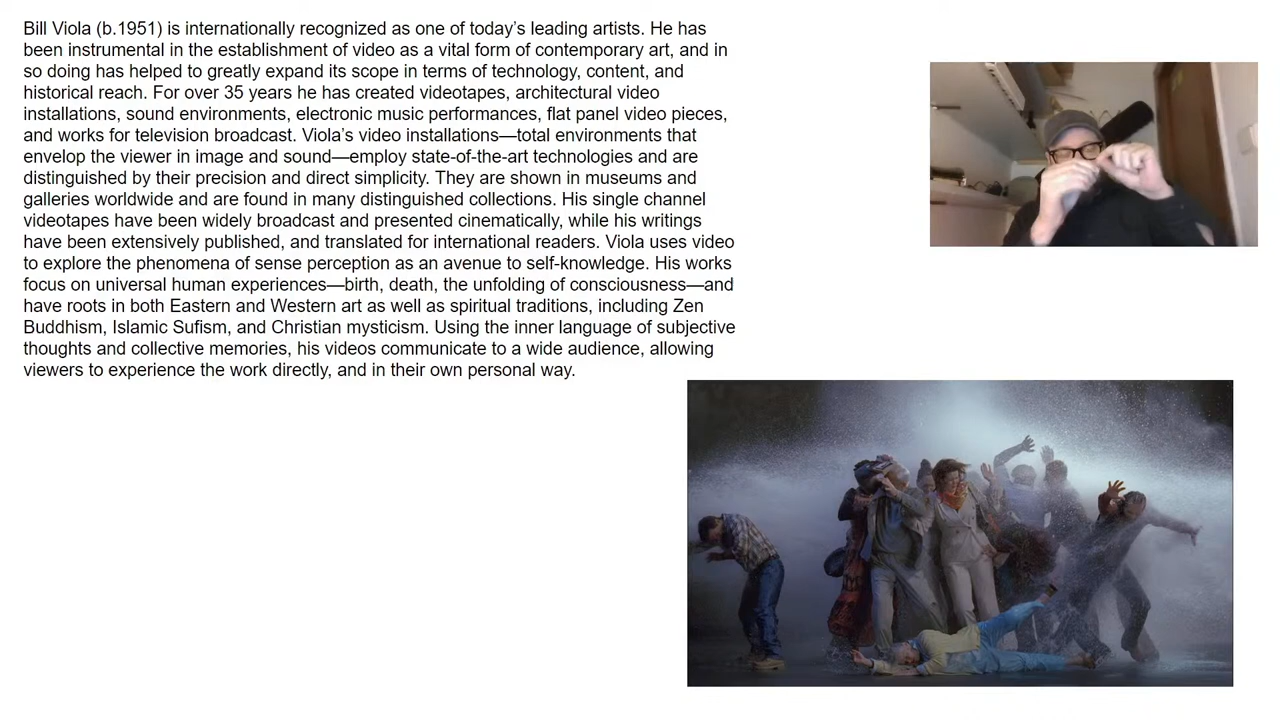 Bill Viola (b.1951) is internationally recognized as one of today’s leading artists. He has
been instrumental in the establishment of video as a vital form of contemporary art, and in
so doing has helped to greatly expand its scope in terms of technology, content, and
historical reach. For over 35 years he has created videotapes, architectural video
installations, sound environments, electronic music performances, flat panel video pieces,
and works for television broadcast. Viola’s video installations—total environments that
envelop the viewer in image and sound—employ state-of-the-art technologies and are
distinguished by their precision and direct simplicity. They are shown in museums and
galleries worldwide and are found in many distinguished collections. His single channel
videotapes have been widely broadcast and presented cinematically, while his writings
have been extensively published, and translated for international readers. Viola uses video
to explore the phenomena of sense perception as an avenue to self-knowledge. His works
focus on universal human experiences—birth, death, the unfolding of consciousness—and
have roots in both Eastern and Western art as well as spiritual traditions, including Zen
Buddhism, Islamic Sufism, and Christian mysticism. Using the inner language of subjective
thoughts and collective memories, his videos communicate to a wide audience, allowing
viewers to experience the work directly, and in their own personal way.